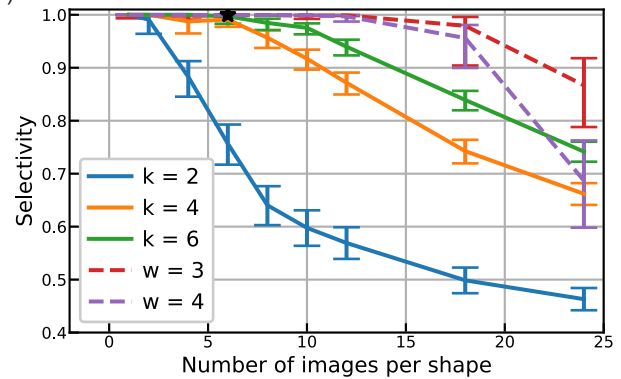 )
1.0
0.9
0.8
0.7
0.6
0.5
0.4
Selectivity
k = 2
k = 4
k = 6
w = 3
w = 4
0 5 10 15 20 25
Number of images per shape